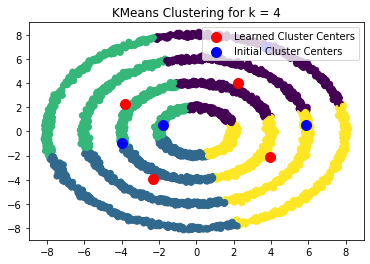 KMeans Clustering for k = 4
Learned Cluster Centers
Initial Cluster Centers
8
6
4
2
0
−2
−4
−6
−8
−8 −6 −4 −2 0 2 4 6 8